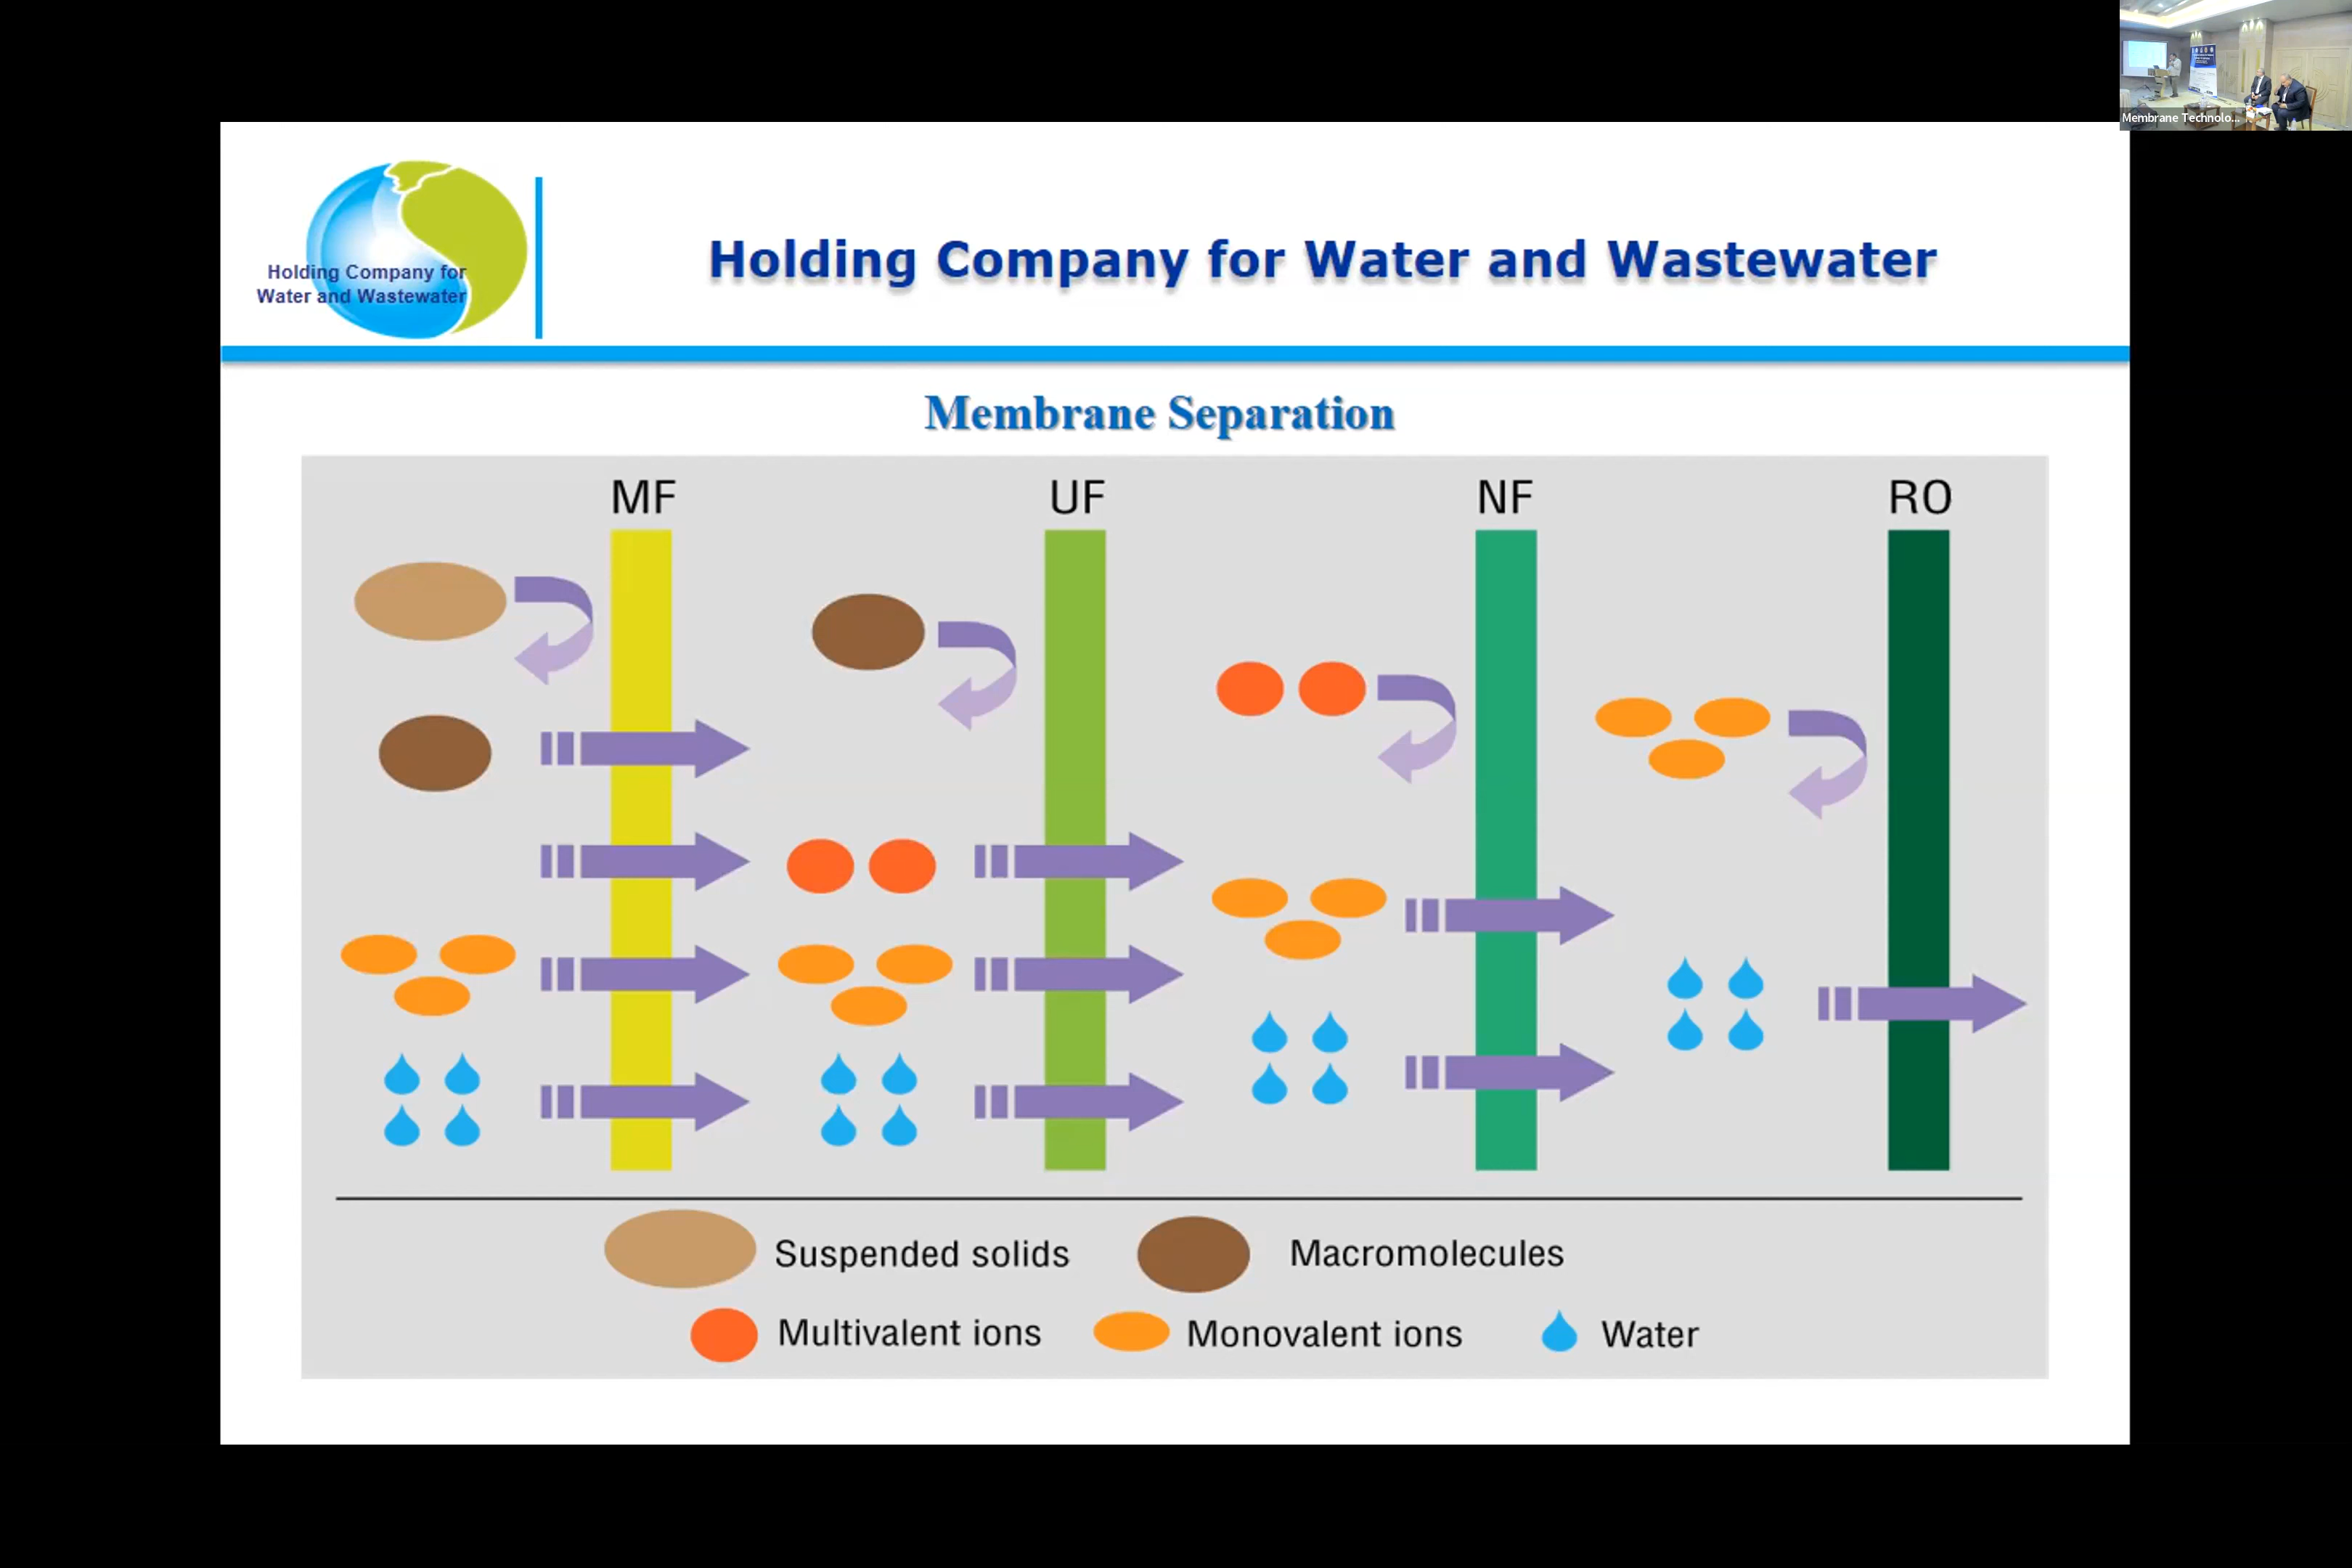 Membrane Technolo...
Holding Company for
Water and Wastewater
Holding Company for Water and Wastewater
Membrane Separation
MF UF NF RO
Suspended solids Macromolecules
Multivalent ions Monovalent ions Water